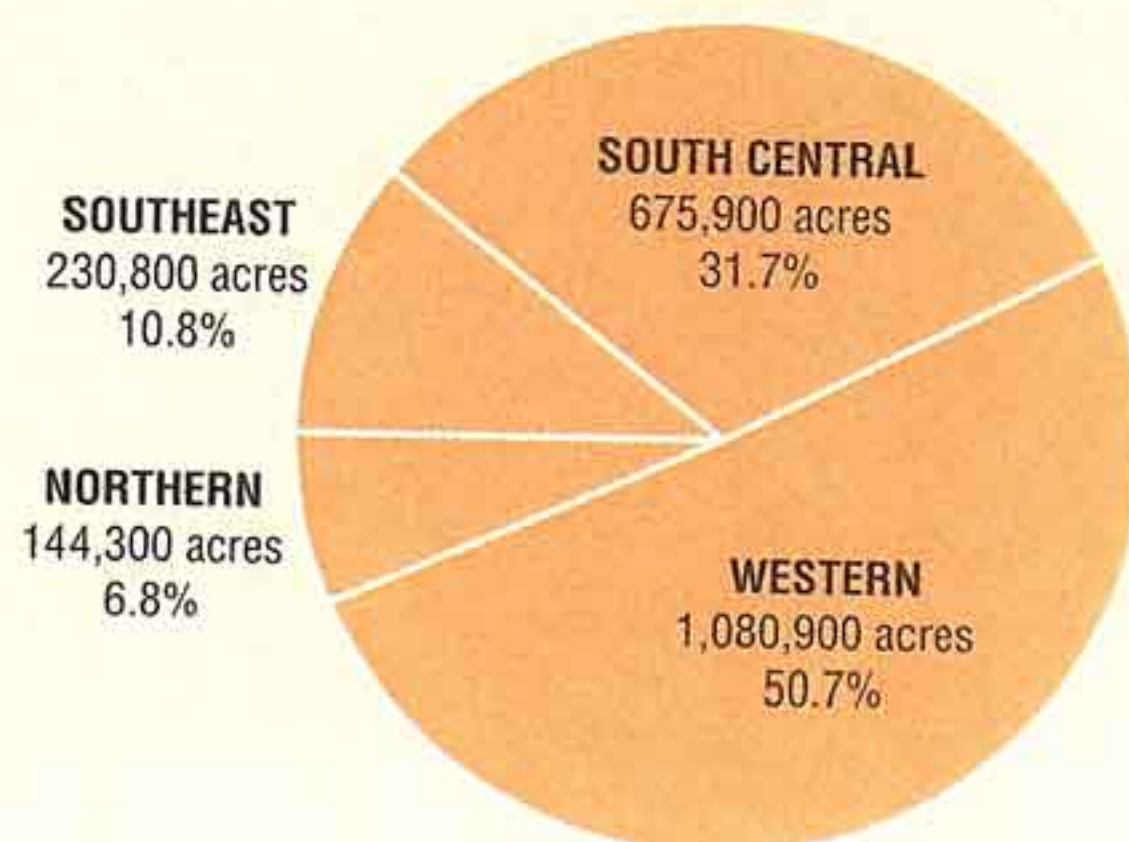 SOUTH CENTRAL
675,900 acres
31.7%
SOUTHEAST
230,800 acres
10.8%
NORTHERN
144,300 acres
6.8%
WESTERN
1,080,900 acres
50.7%